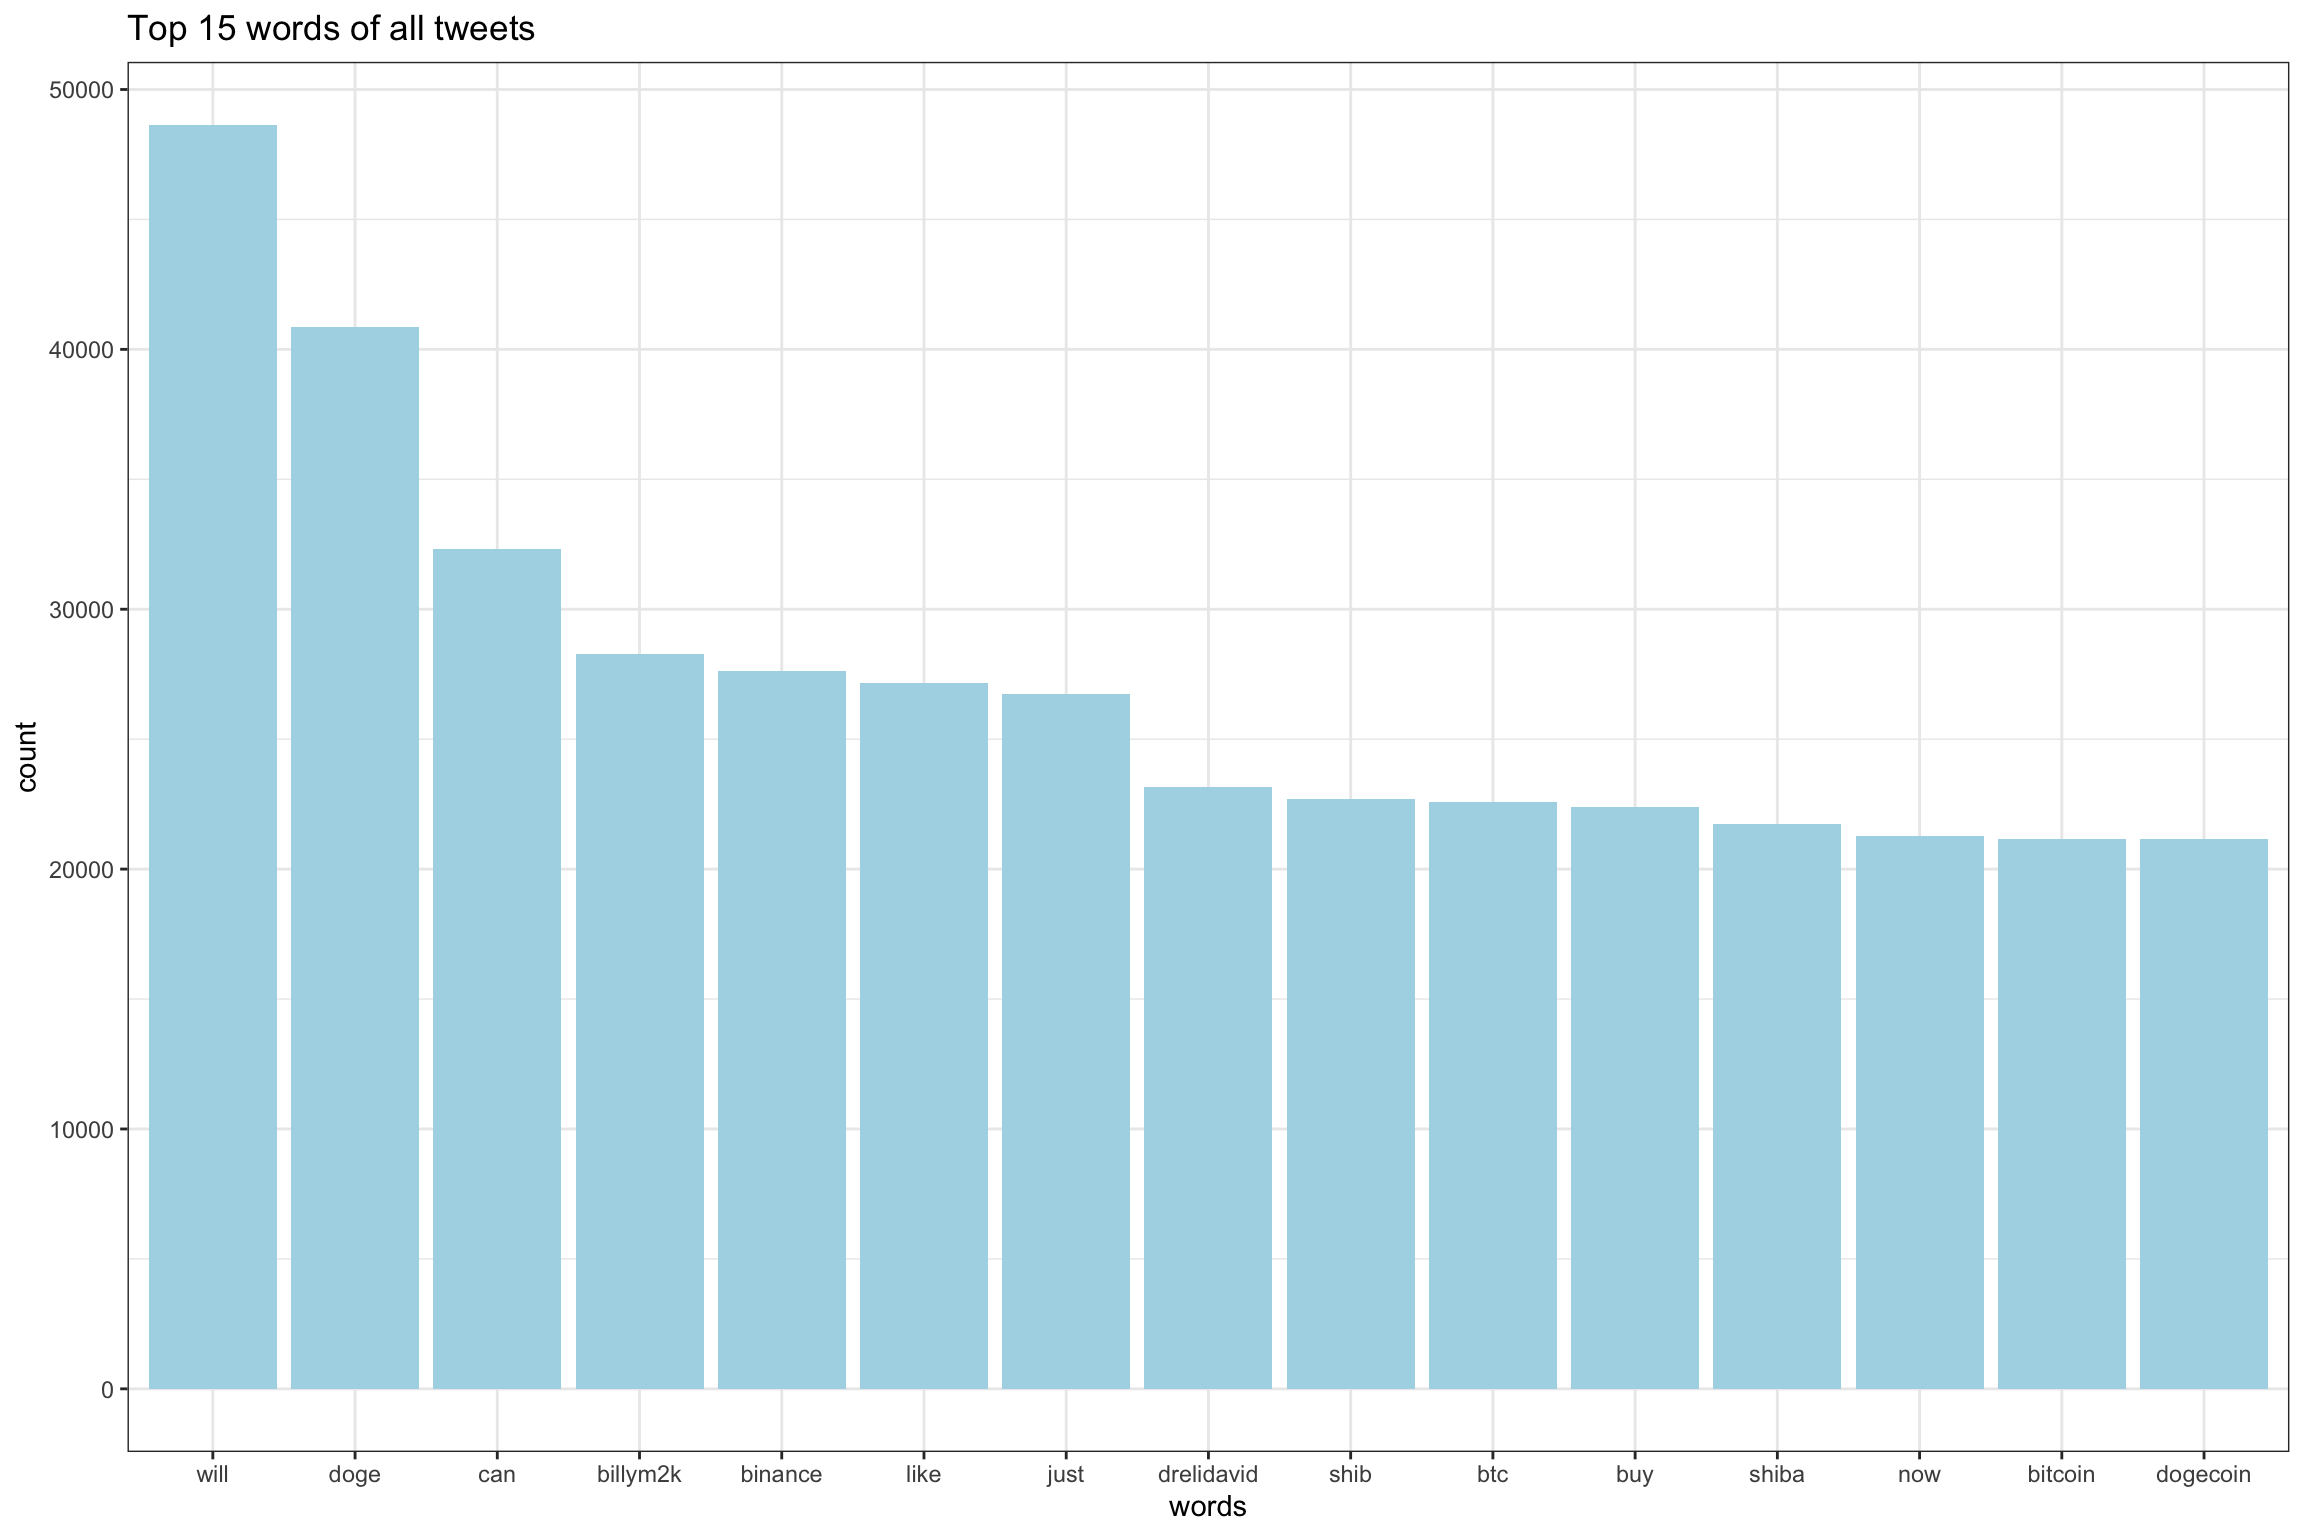 Top 15 words of all tweets
50000
40000
30000
20000
10000
0
count
will doge can billym2k binance like just drelidavid shib btc buy shiba now bitcoin dogecoin
words